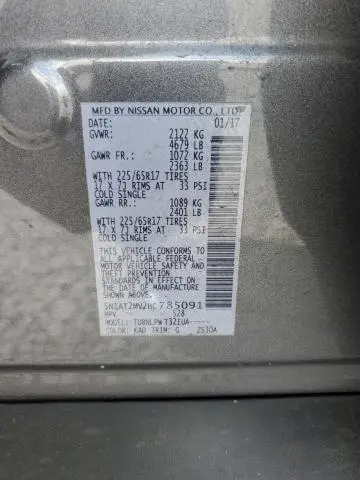 MFD BY NISSAN MOTOR CO., LTD.
DATE: 01/17
GVWR: 2122 KG
4679 LB
GAWR FR.: 1072 KG
2363 LB
WITH 225/65R17 TIRES
17 X 7J RIMS AT 33 PSI
COLD SINGLE
GAWR RR.: 1089 KG
2401 LB
WITH 225/65R17 TIRES
17 X 7J RIMS AT 33 PSI
COLD SINGLE
THIS VEHICLE CONFORMS TO
ALL APPLICABLE FEDERAL
MOTOR VEHICLE SAFETY
AND THEFT PREVENTION
STANDARDS IN EFFECT ON
THE DATE OF MANUFACTURE
SHOWN ABOVE.
5N1AT2MV2HC785091
MPV 528
MODEL: TDBNLPW T32EUA-----
COLOR: KAD TRIM: G 2530A